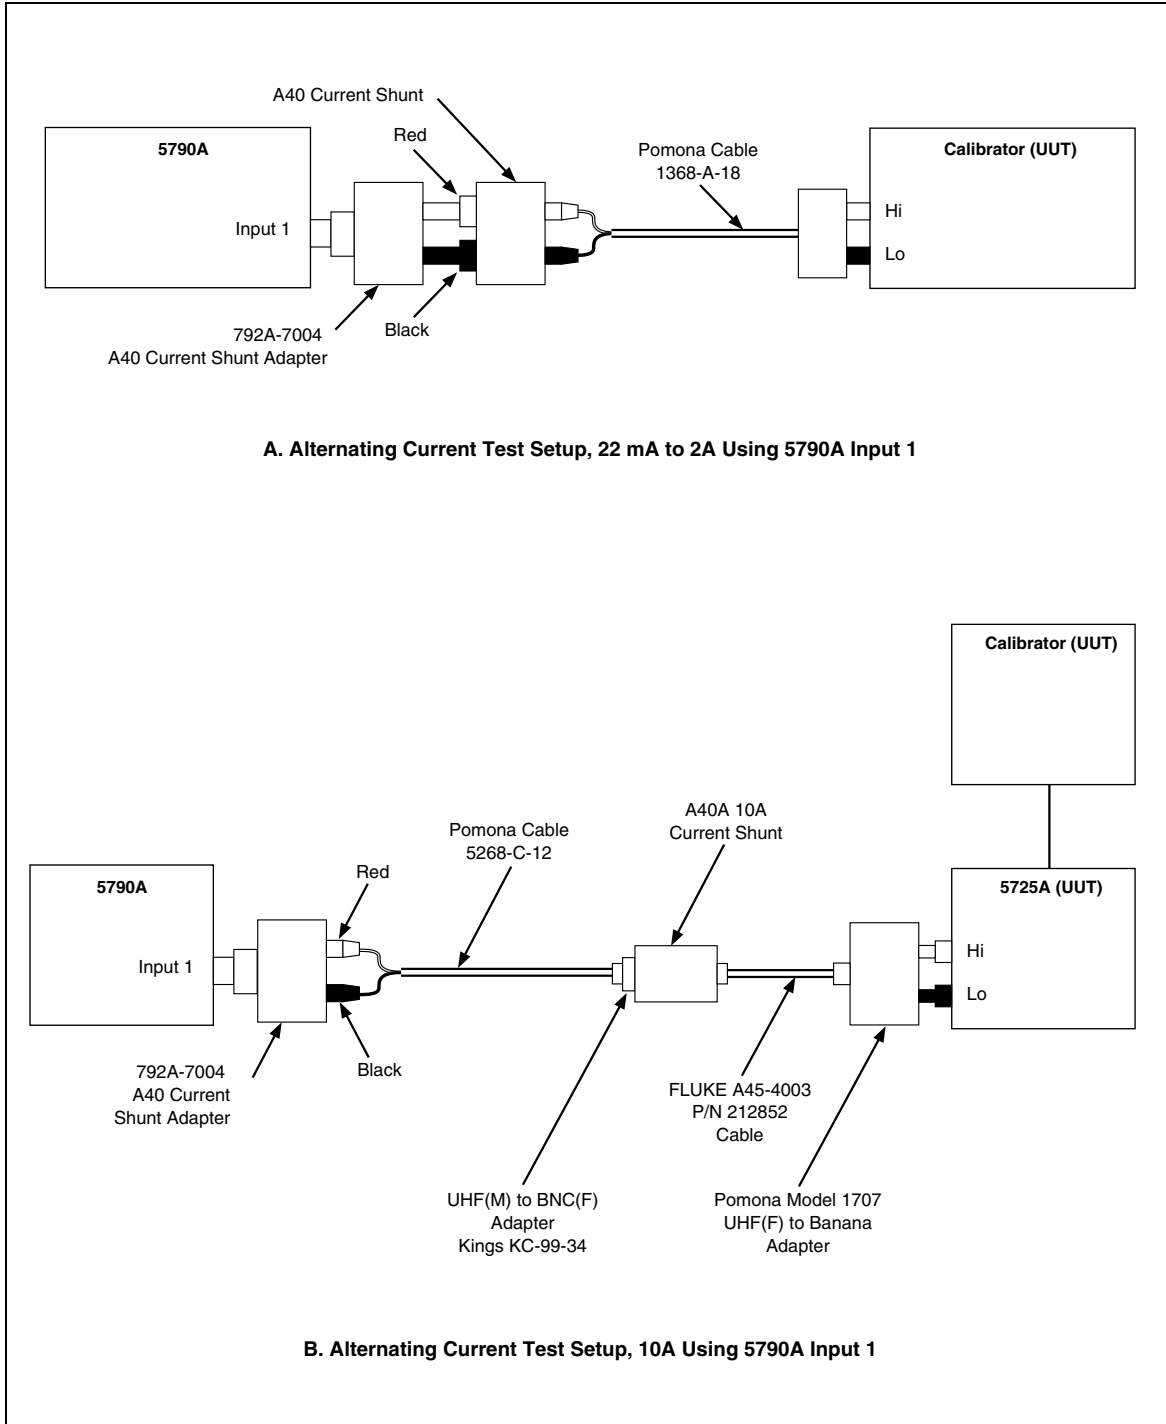 A40 Current Shunt
Red
5790A
Pomona Cable
1368-A-18
Calibrator (UUT)
Input 1
Hi
Lo
792A-7004
A40 Current Shunt Adapter
Black
A. Alternating Current Test Setup, 22 mA to 2A Using 5790A Input 1
Calibrator (UUT)
A40A 10A
Current Shunt
Pomona Cable
5268-C-12
Red
5790A
5725A (UUT)
Input 1
Hi
Lo
792A-7004
A40 Current
Shunt Adapter
Black
FLUKE A45-4003
P/N 212852
Cable
UHF(M) to BNC(F)
Adapter
Kings KC-99-34
Pomona Model 1707
UHF(F) to Banana
Adapter
B. Alternating Current Test Setup, 10A Using 5790A Input 1